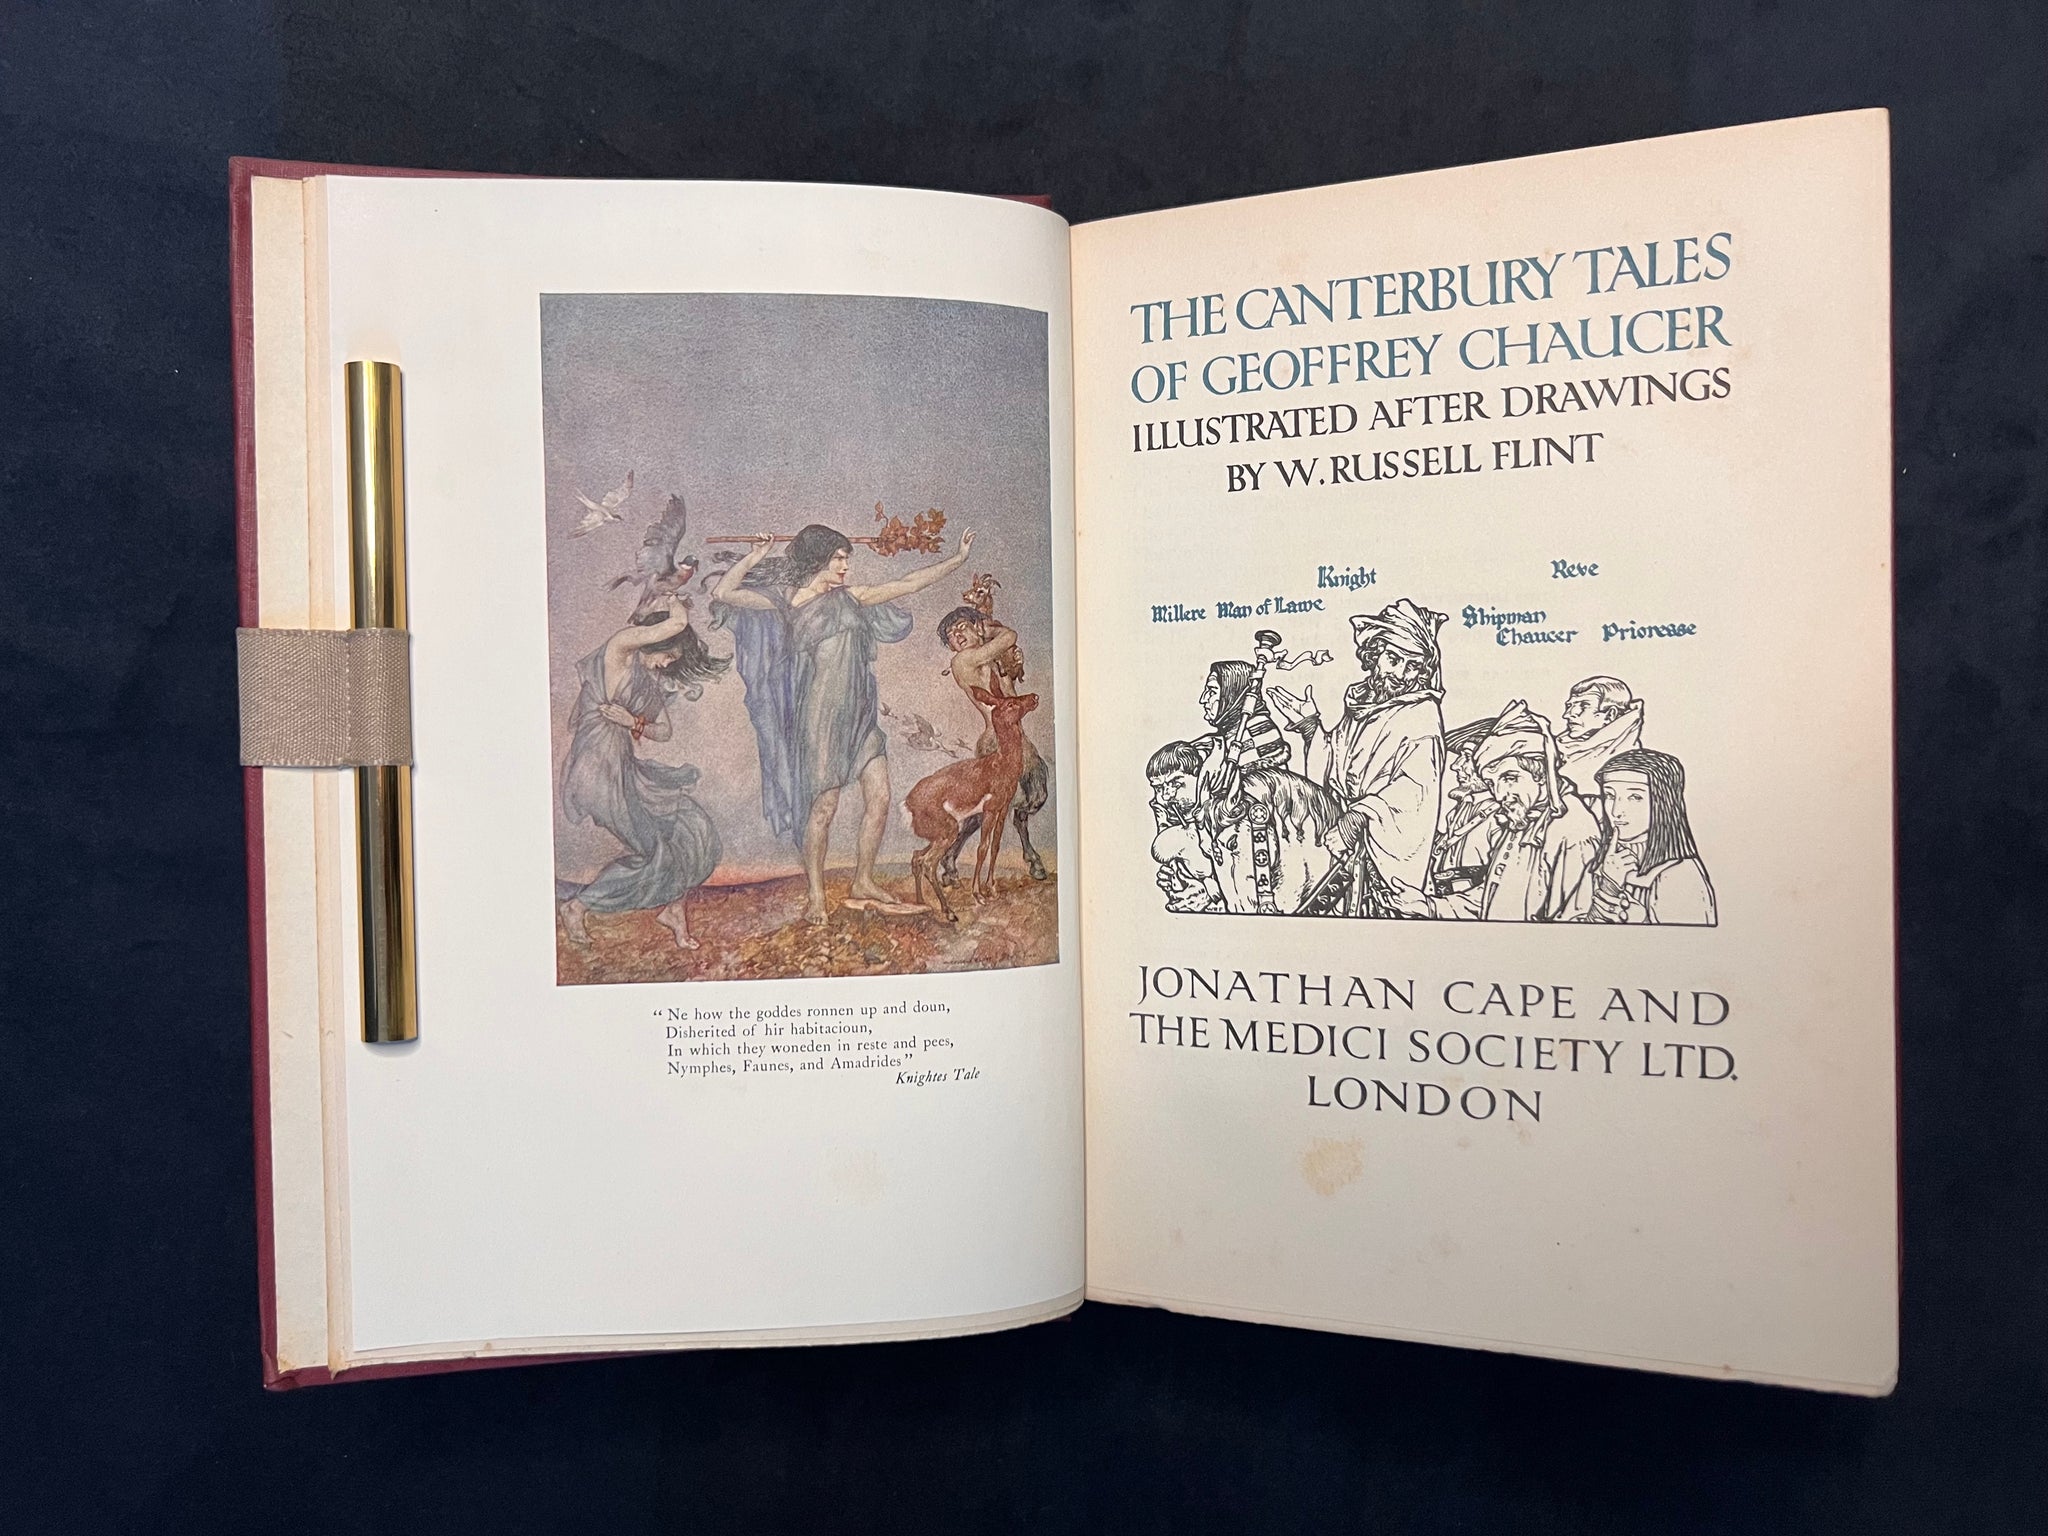 “ Ne how the goddes ronnen up and doun,
Disherited of hir habitacioun,
In which they woneden in reste and pees,
Nymphes, Faunes, and Amadrides”
Knightes Tale
THE CANTERBURY TALES
OF GEOFFREY CHAUCER
ILLUSTRATED AFTER DRAWINGS
BY W. RUSSELL FLINT
Knight
Reve
Millere Man of Lawe
Shipman
Chaucer Prioresse
JONATHAN CAPE AND
THE MEDICI SOCIETY LTD.
LONDON